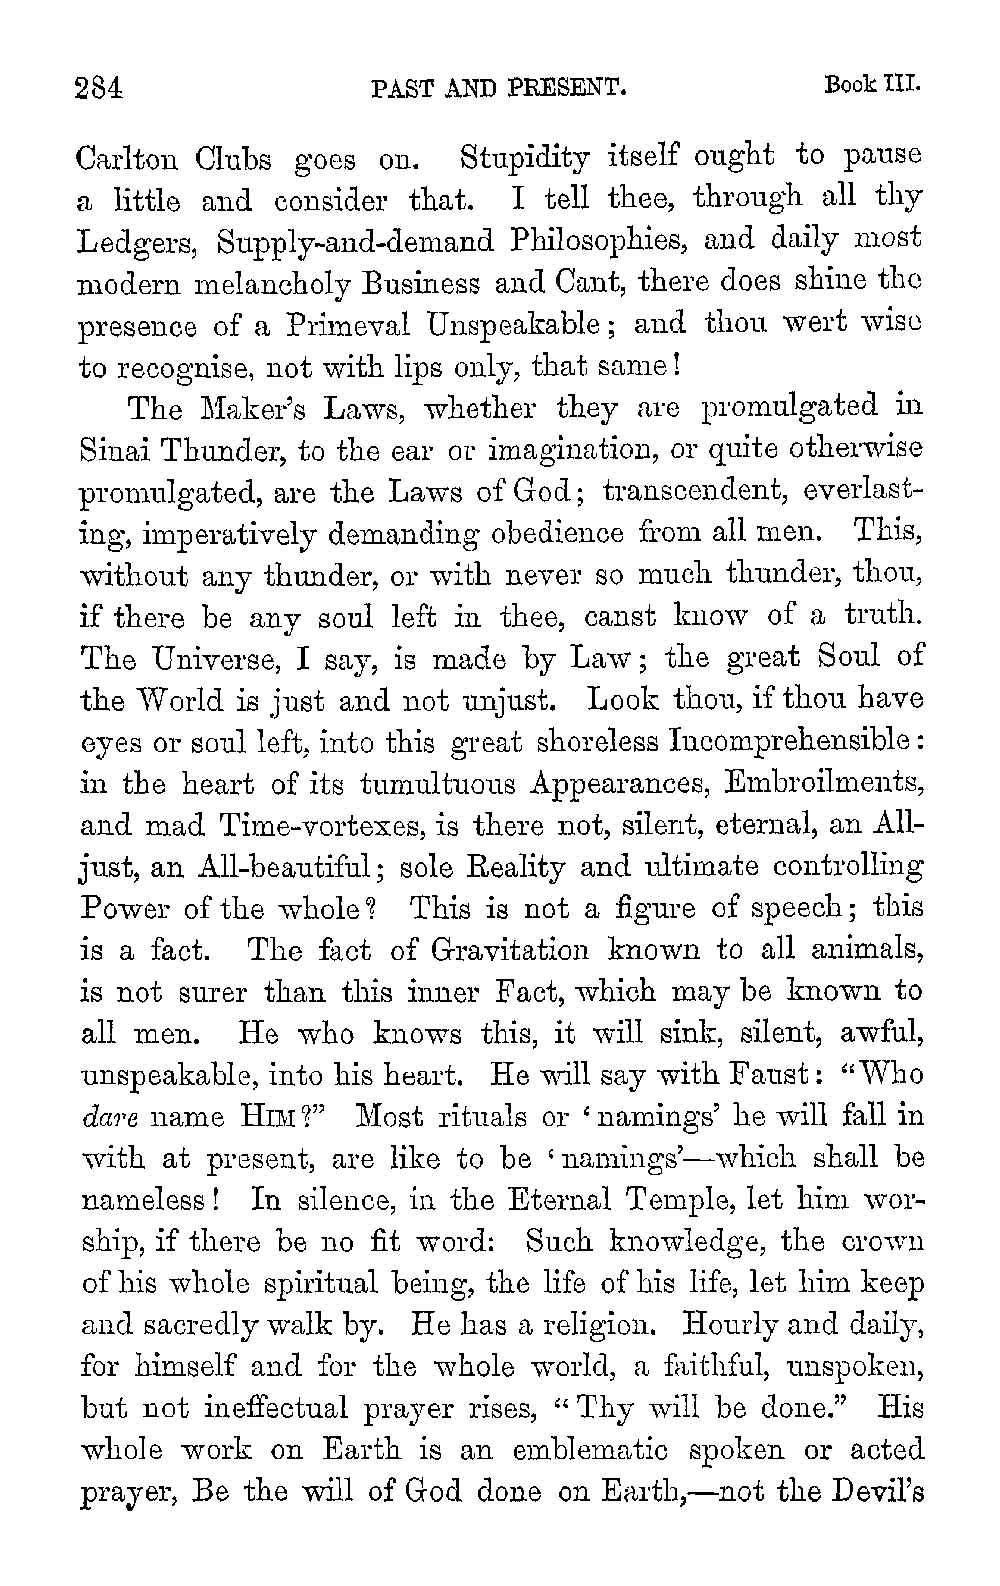 284 PAST AND PRESENT. Book III.
Carlton Clubs goes on. Stupidity itself ought to pause
a little and consider that. I tell thee, through all thy
Ledgers, Supply-and-demand Philosophies, and daily most
modern melancholy Business and Cant, there does shine the
presence of a Primeval Unspeakable; and thou wert wise
to recognise, not with lips only, that same!
The Maker's Laws, whether they are promulgated in
Sinai Thunder, to the ear or imagination, or quite otherwise
promulgated, are the Laws of God; transcendent, everlast-
ing, imperatively demanding obedience from all men. This,
without any thunder, or with never so much thunder, thou,
if there be any soul left in thee, canst know of a truth.
The Universe, I say, is made by Law; the great Soul of
the World is just and not unjust. Look thou, if thou have
eyes or soul left, into this great shoreless Incomprehensible:
in the heart of its tumultuous Appearances, Embroilments,
and mad Time-vortexes, is there not, silent, eternal, an All-
just, an All-beautiful; sole Reality and ultimate controlling
Power of the whole? This is not a figure of speech; this
is a fact. The fact of Gravitation known to all animals,
is not surer than this inner Fact, which may be known to
all men. He who knows this, it will sink, silent, awful,
unspeakable, into his heart. He will say with Faust: “Who
dare name HIM?” Most rituals or ‘namings’ he will fall in
with at present, are like to be ‘namings’—which shall be
nameless! In silence, in the Eternal Temple, let him wor-
ship, if there be no fit word: Such knowledge, the crown
of his whole spiritual being, the life of his life, let him keep
and sacredly walk by. He has a religion. Hourly and daily,
for himself and for the whole world, a faithful, unspoken,
but not ineffectual prayer rises, “Thy will be done.” His
whole work on Earth is an emblematic spoken or acted
prayer, Be the will of God done on Earth,—not the Devil's